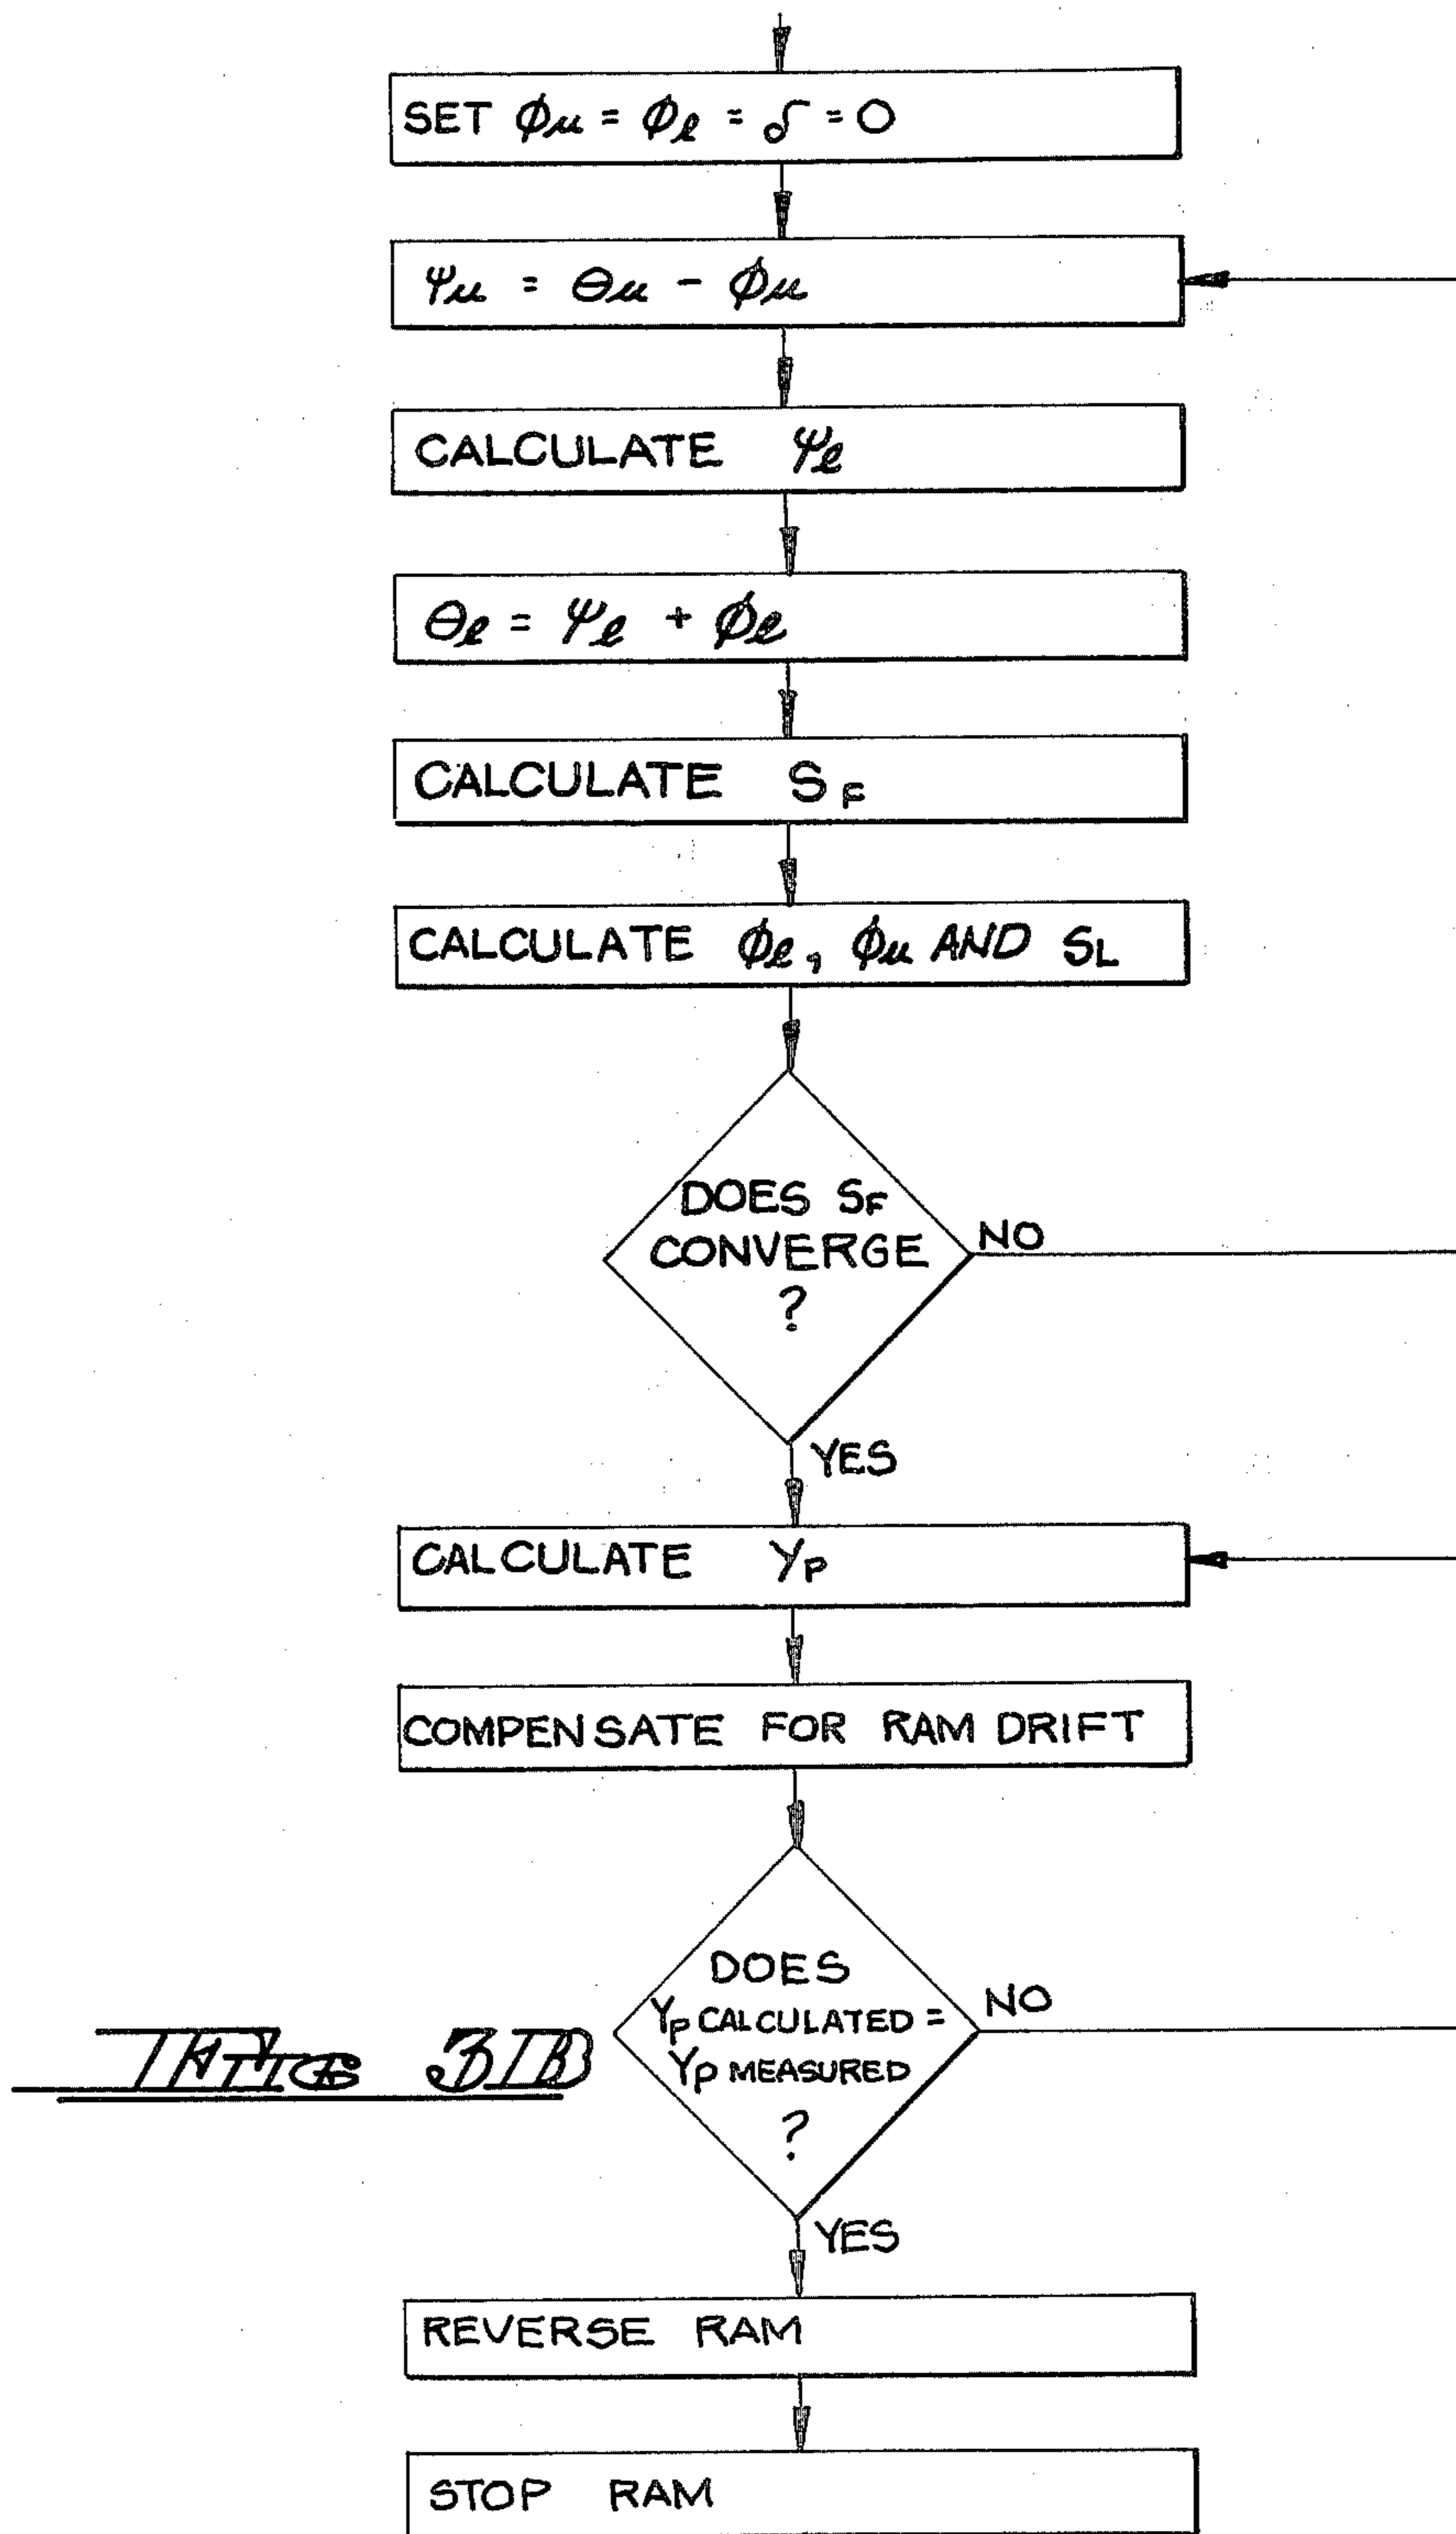 SET ϕu = ϕℓ = δ = 0
ψu = θu - ϕu
CALCULATE ψℓ
θℓ = ψℓ + ϕℓ
CALCULATE SF
CALCULATE ϕℓ, ϕu AND SL
DOES SF
CONVERGE
?
NO
YES
CALCULATE YP
COMPENSATE FOR RAM DRIFT
DOES
YP CALCULATED =
YP MEASURED
?
NO
YES
FIG 3B
REVERSE RAM
STOP RAM